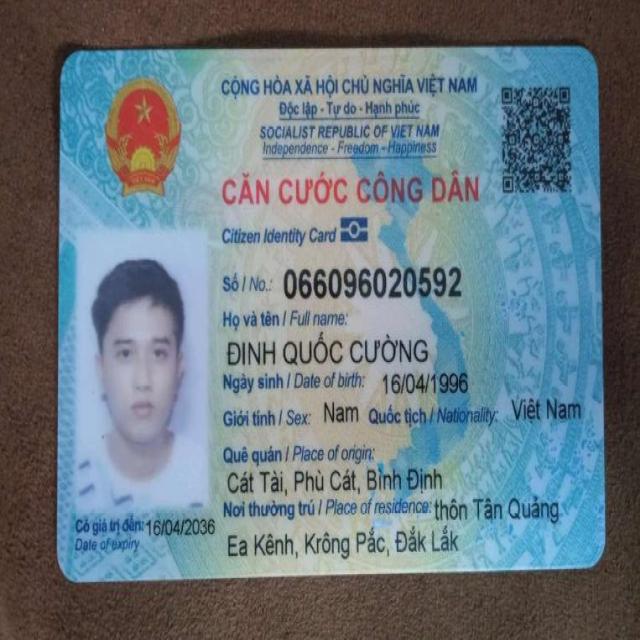 CỘNG HÒA XÃ HỘI CHỦ NGHĨA VIỆT NAM
Độc lập - Tự do - Hạnh phúc
SOCIALIST REPUBLIC OF VIET NAM
Independence - Freedom - Happiness
CĂN CƯỚC CÔNG DÂN
Citizen Identity Card
Số / No.: 066096020592
Họ và tên / Full name:
ĐINH QUỐC CƯỜNG
Ngày sinh / Date of birth: 16/04/1996
Giới tính / Sex: Nam Quốc tịch / Nationality: Việt Nam
Quê quán / Place of origin:
Cát Tài, Phù Cát, Bình Định
Nơi thường trú / Place of residence: thôn Tân Quảng
Ea Kênh, Krông Pắc, Đắk Lắk
Có giá trị đến: 16/04/2036
Date of expiry